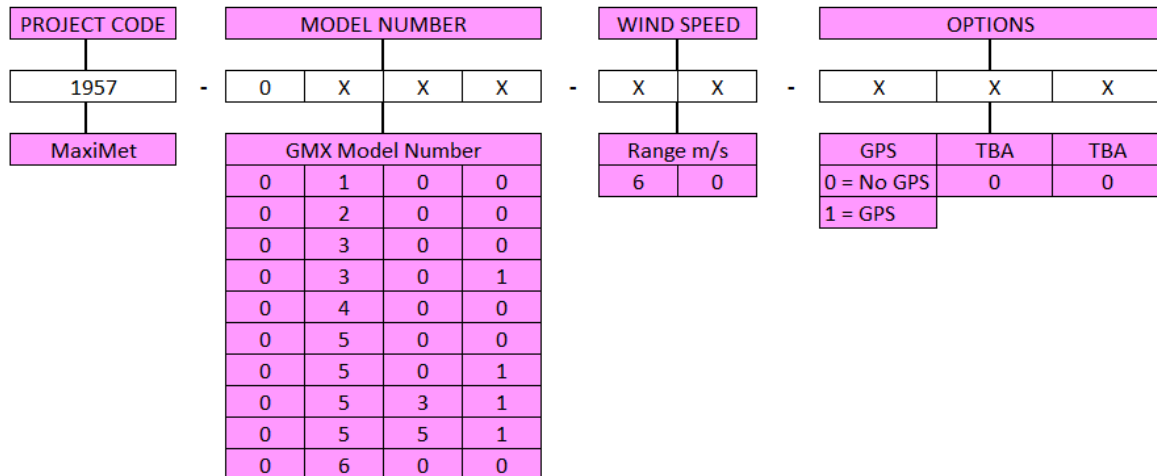 PROJECT CODE MODEL NUMBER WIND SPEED OPTIONS
1957 - 0 X X X - X X - X X X
MaxiMet GMX Model Number Range m/s GPS TBA TBA
0 1 0 0 6 0 0 = No GPS 0 0
0 2 0 0 1 = GPS
0 3 0 0
0 3 0 1
0 4 0 0
0 5 0 0
0 5 0 1
0 5 3 1
0 5 5 1
0 6 0 0